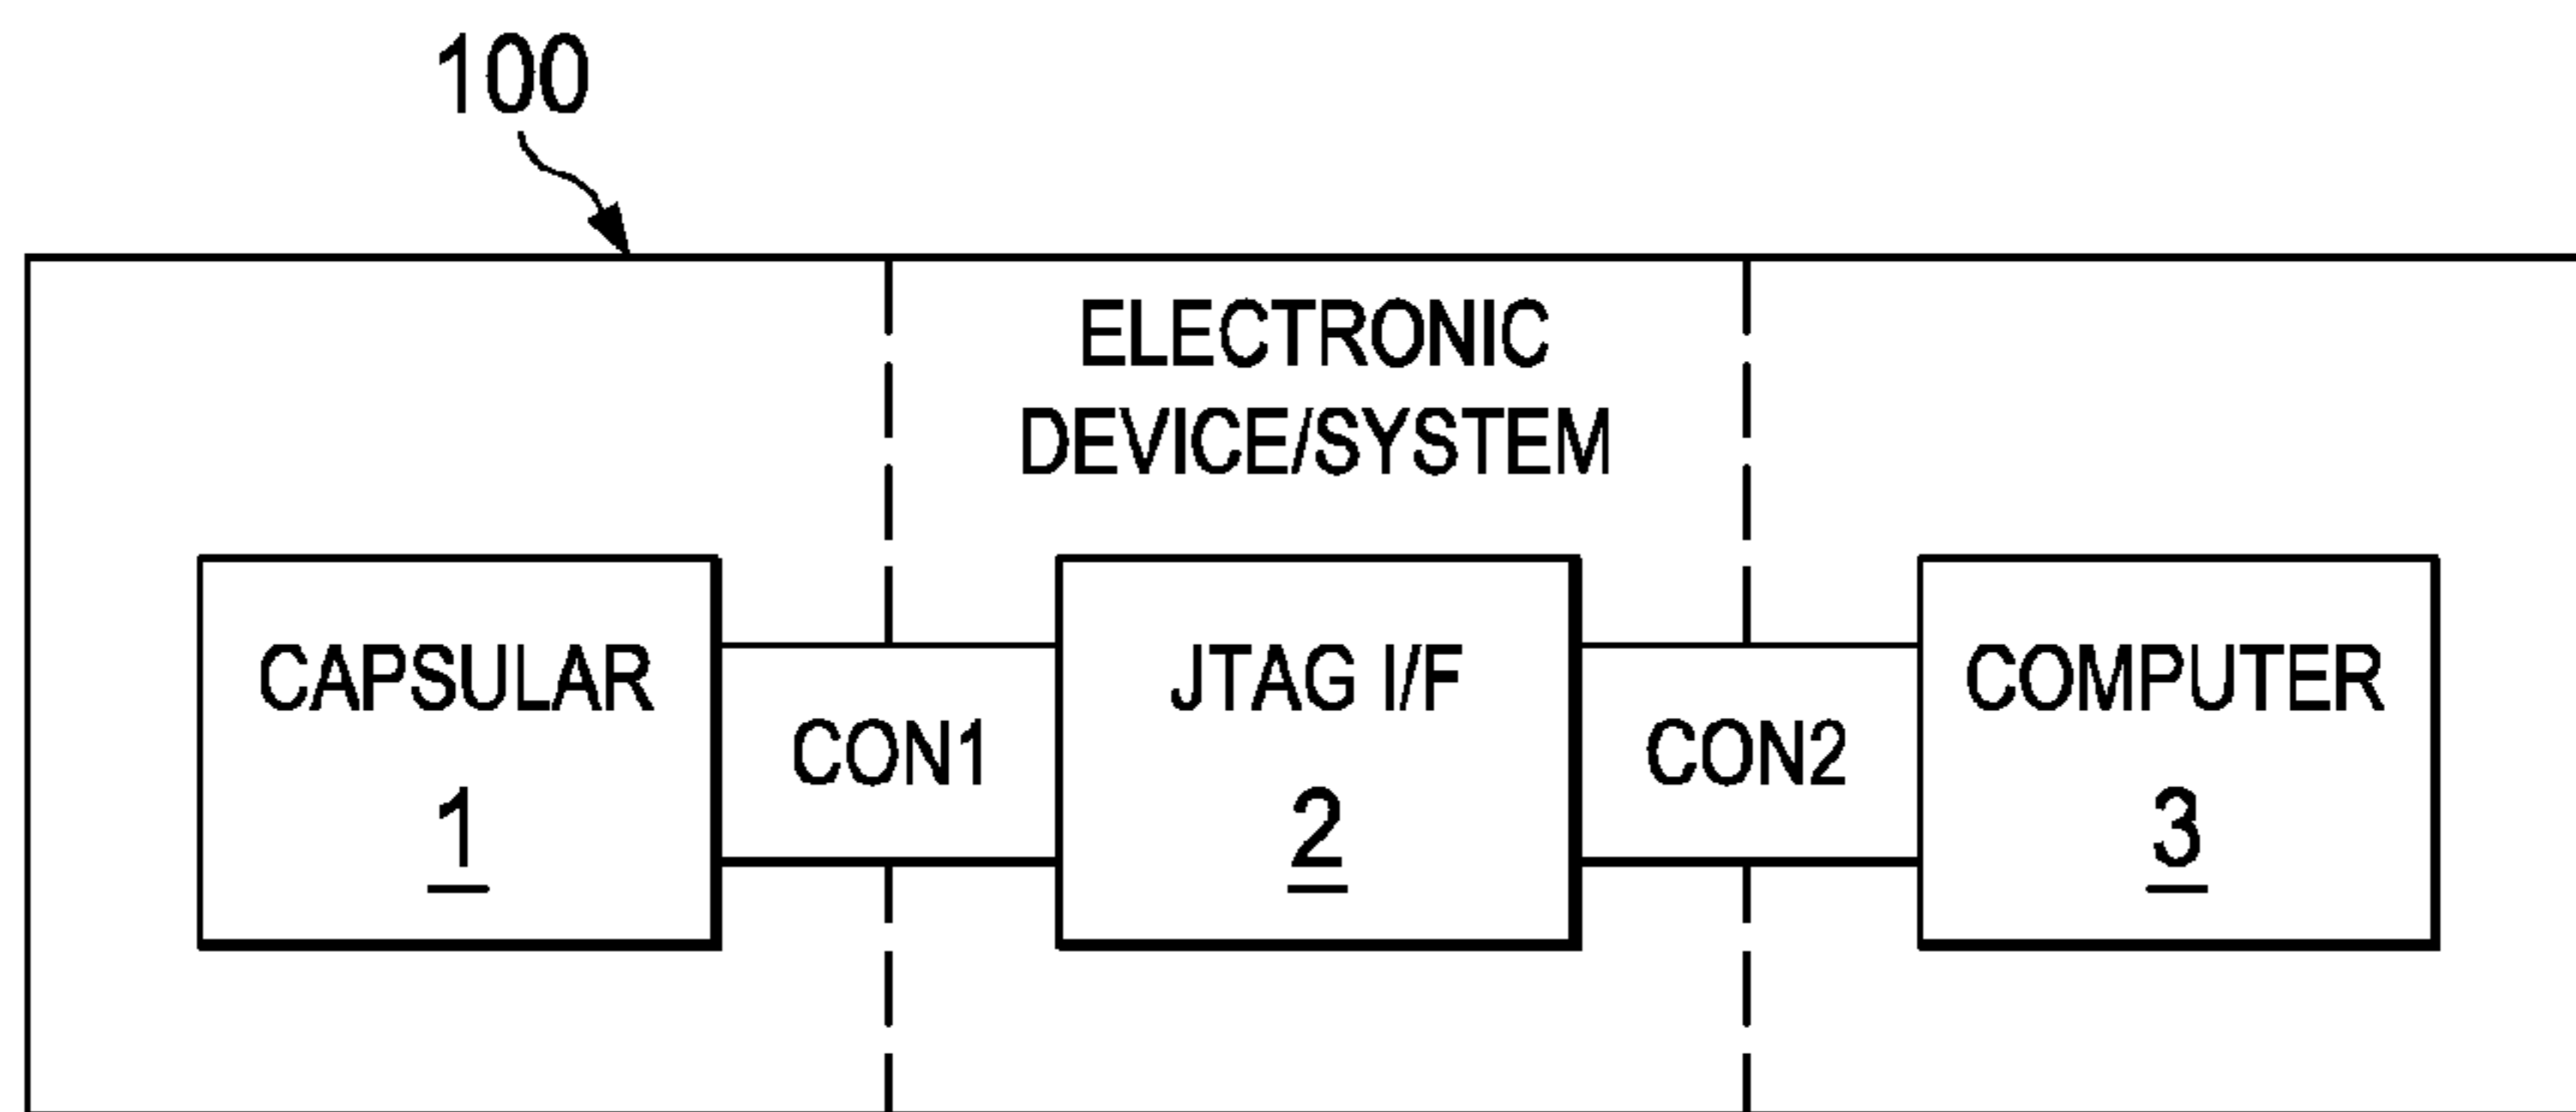 100
ELECTRONIC
DEVICE/SYSTEM
CAPSULAR
1
CON1
JTAG I/F
2
CON2
COMPUTER
3